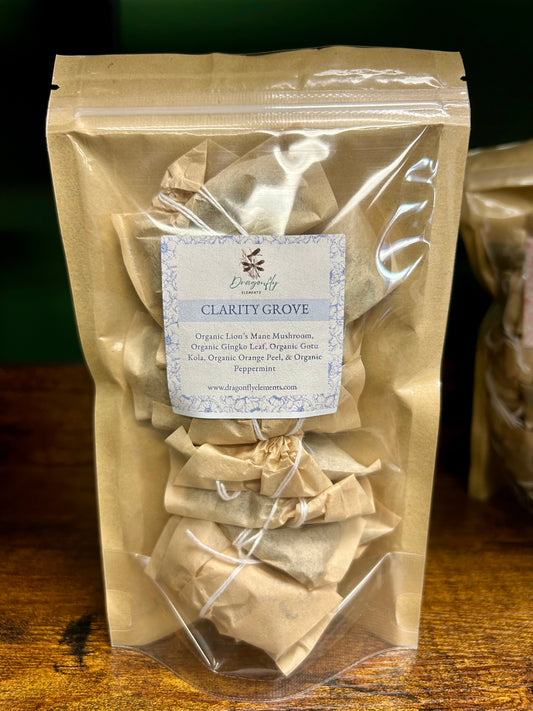 Dragonfly
ELEMENTS
CLARITY GROVE
Organic Lion's Mane Mushroom,
Organic Gingko Leaf, Organic Gotu
Kola, Organic Orange Peel, & Organic
Peppermint
www.dragonflyelements.com